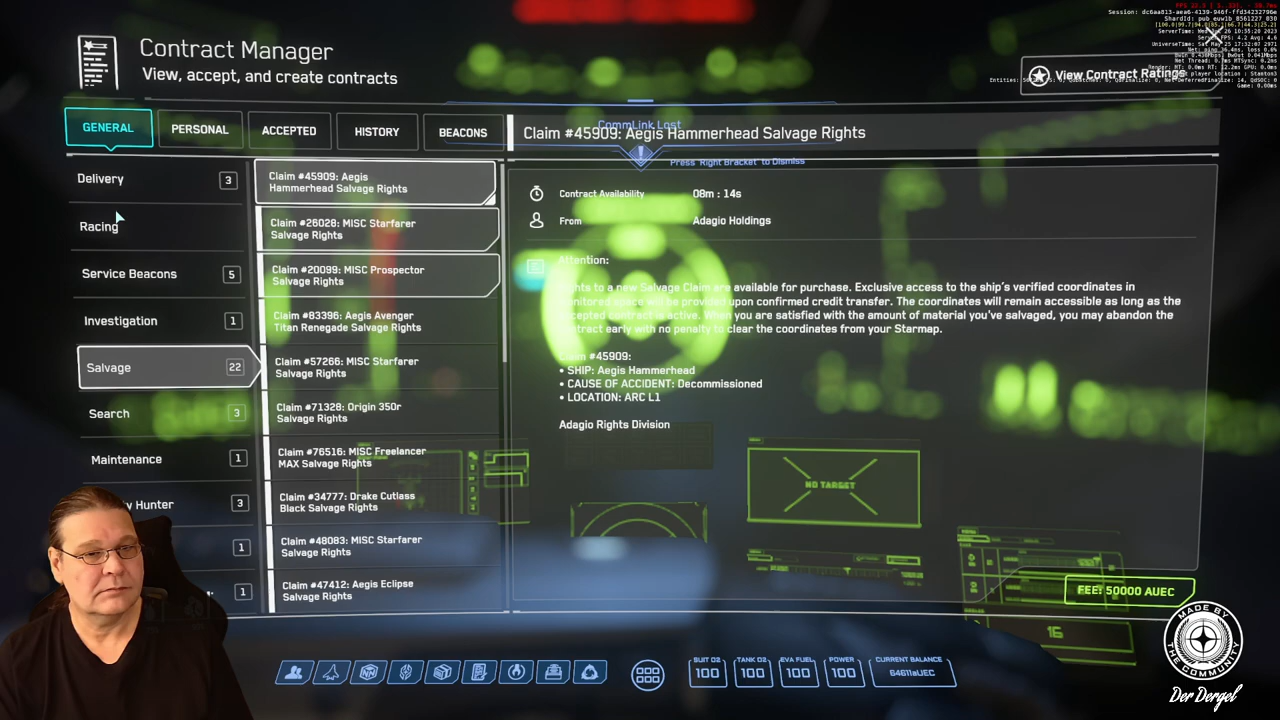 Contract Manager
View, accept, and create contracts
View Contract Ratings
GENERAL
PERSONAL
ACCEPTED
HISTORY
BEACONS
Delivery 3
Racing
Service Beacons 5
Investigation 1
Salvage 22
Search 3
Maintenance 1
Hunter 3
1
1
Claim #45909: Aegis
Hammerhead Salvage Rights
Claim #26028: MISC Starfarer
Salvage Rights
Claim #20099: MISC Prospector
Salvage Rights
Claim #83396: Aegis Avenger
Titan Renegade Salvage Rights
Claim #57266: MISC Starfarer
Salvage Rights
Claim #71328: Origin 350r
Salvage Rights
Claim #76516: MISC Freelancer
MAX Salvage Rights
Claim #34777: Drake Cutlass
Black Salvage Rights
Claim #48083: MISC Starfarer
Salvage Rights
Claim #47412: Aegis Eclipse
Salvage Rights
CommLink Lost
Claim #45909: Aegis Hammerhead Salvage Rights
Press 'Right Bracket' to Dismiss
Contract Availability 08m : 14s
From Adagio Holdings
Attention:
to a new Salvage Claim are available for purchase. Exclusive access to the ship's verified coordinates in
space will be provided upon confirmed credit transfer. The coordinates will remain accessible as long as the
contract is active. When you are satisfied with the amount of material you've salvaged, you may abandon the
early with no penalty to clear the coordinates from your Starmap.
Claim #45909:
• SHIP: Aegis Hammerhead
• CAUSE OF ACCIDENT: Decommissioned
• LOCATION: ARC L1
Adagio Rights Division
NO TARGET
FEE: 50000 AUEC
16
SUIT O2 100
TANK O2 100
EVA FUEL 100
POWER 100
CURRENT BALANCE
64611aUEC
MADE BY
THE COMMUNITY
Der Dergel